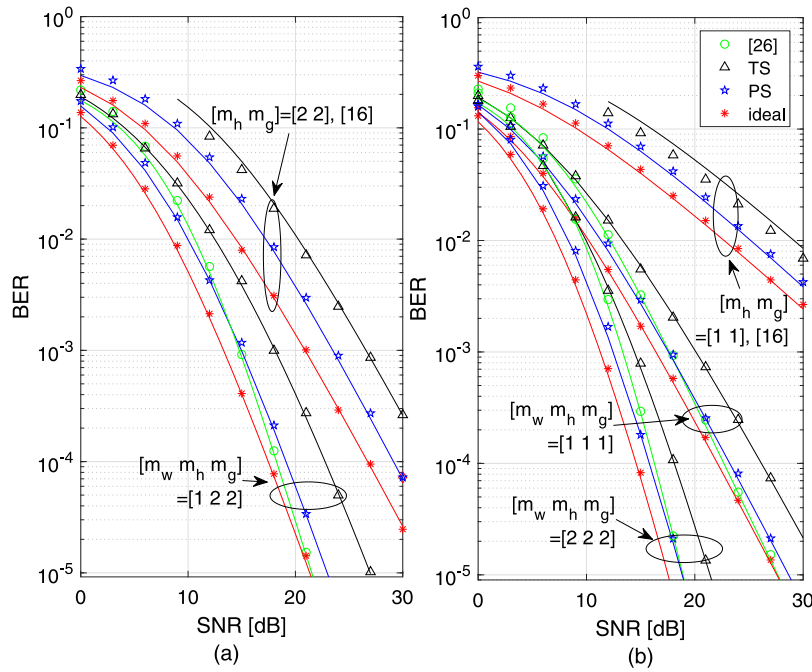 10^0
10^-1
10^-2
10^-3
10^-4
10^-5
BER
0
10
20
30
SNR [dB]
(a)
[m_h m_g]=[2 2], [16]
[m_w m_h m_g]
=[1 2 2]
10^0
10^-1
10^-2
10^-3
10^-4
10^-5
BER
0
10
20
30
SNR [dB]
(b)
[26]
TS
PS
ideal
[m_h m_g]
=[1 1], [16]
[m_w m_h m_g]
=[1 1 1]
[m_w m_h m_g]
=[2 2 2]